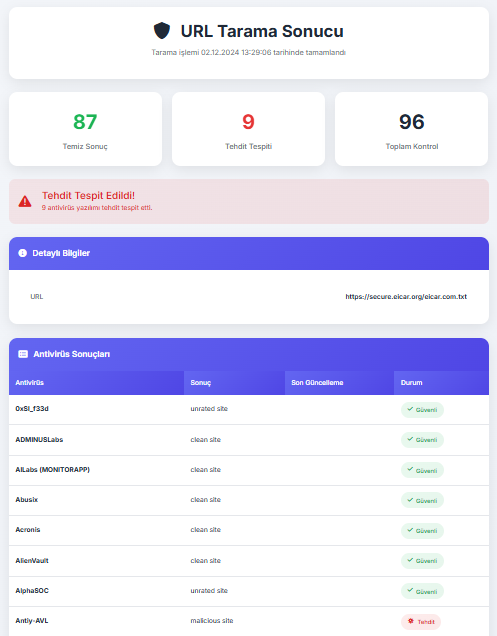 URL Tarama Sonucu
Tarama işlemi 02.12.2024 13:29:06 tarihinde tamamlandı
87 9 96
Temiz Sonuç Tehdit Tespiti Toplam Kontrol
Tehdit Tespit Edildi!
9 antivirüs yazılımı tehdit tespit etti.
Detaylı Bilgiler
URL https://secure.eicar.org/eicar.com.txt
Antivirüs Sonuçları
Antivirüs Sonuç Son Güncelleme Durum
0xSI_f33d unrated site Güvenli
ADMINUSLabs clean site Güvenli
AILabs (MONITORAPP) clean site Güvenli
Abusix clean site Güvenli
Acronis clean site Güvenli
AlienVault clean site Güvenli
AlphaSOC unrated site Güvenli
Antiy-AVL malicious site Tehdit